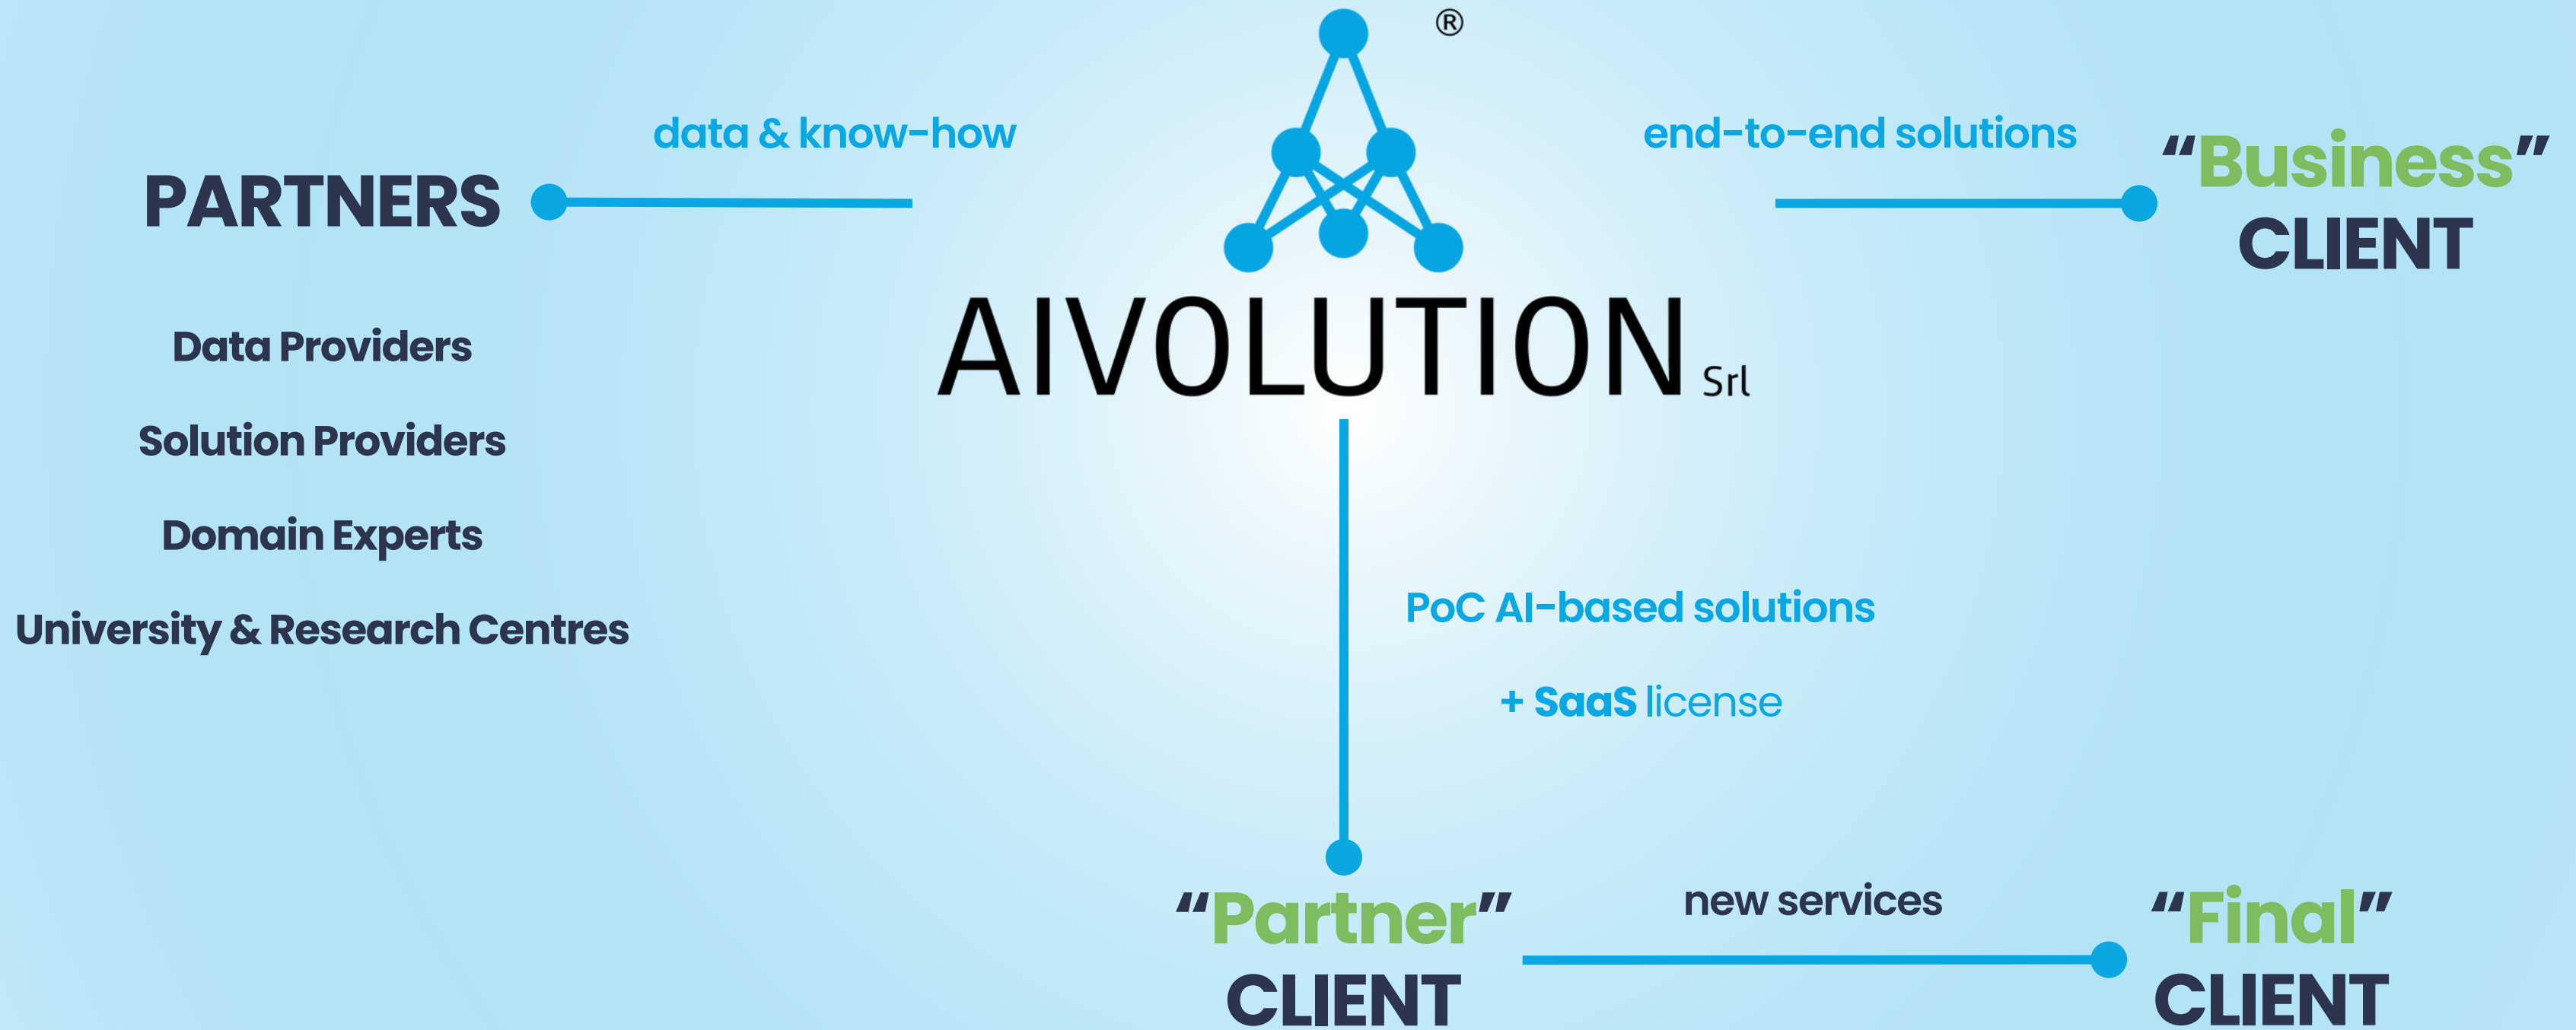 ®
data & know-how
end-to-end solutions
PARTNERS
“Business”
CLIENT
AIVOLUTION Srl
Data Providers
Solution Providers
Domain Experts
University & Research Centres
PoC AI-based solutions
+ SaaS license
“Partner”
CLIENT
new services
“Final”
CLIENT